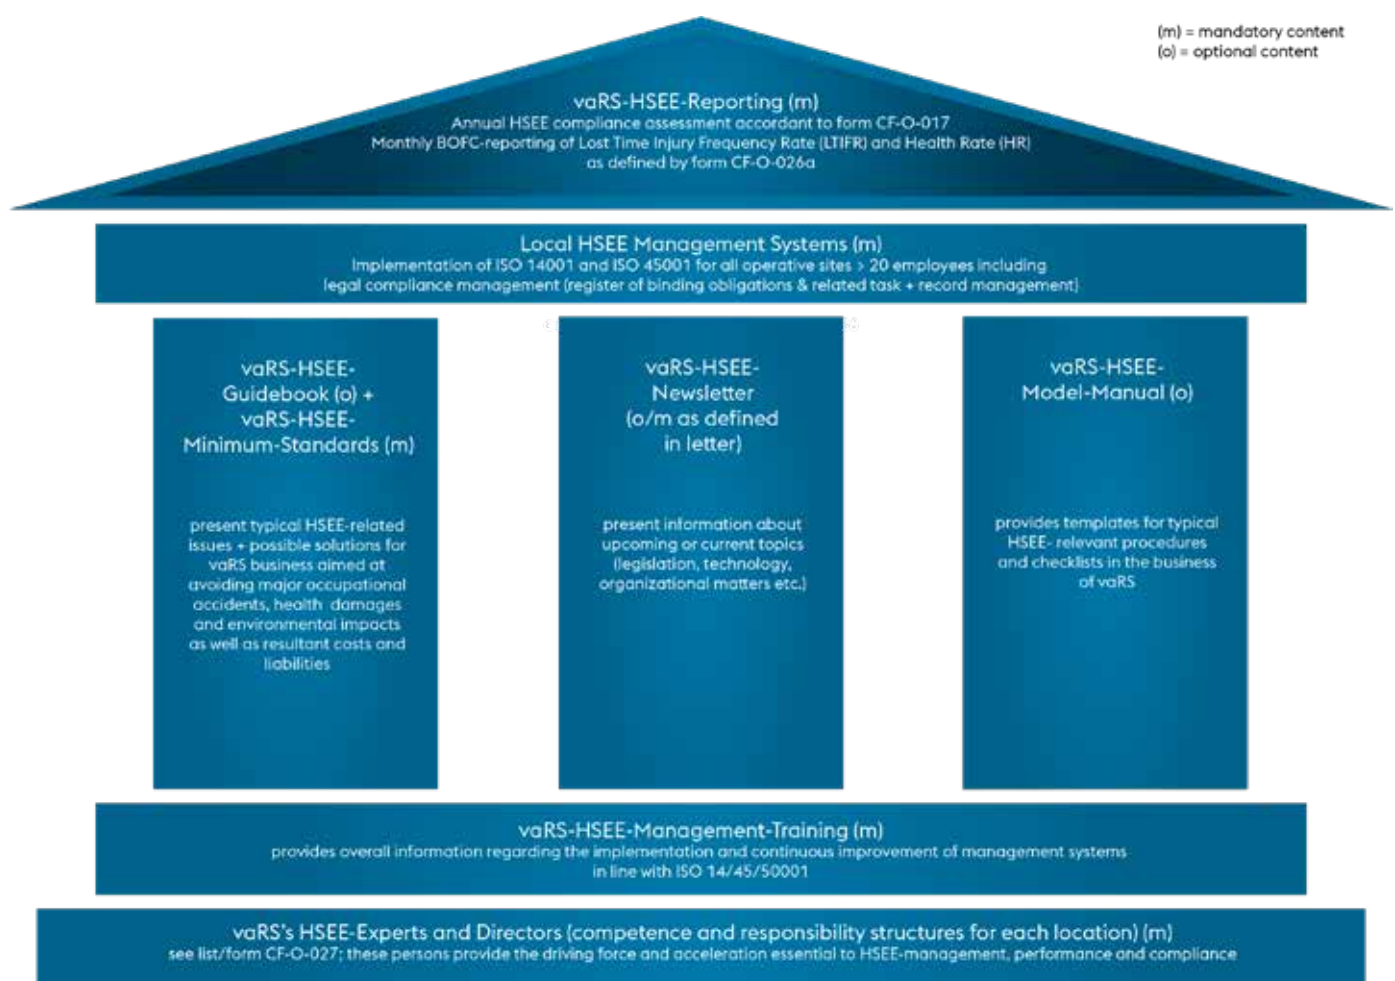 (m) = mandatory content
(o) = optional content
vaRS-HSEE-Reporting (m)
Annual HSEE compliance assessment accordant to form CF-O-017
Monthly BOFC-reporting of Lost Time Injury Frequency Rate (LTIFR) and Health Rate (HR)
as defined by form CF-O-026a
Local HSEE Management Systems (m)
Implementation of ISO 14001 and ISO 45001 for all operative sites > 20 employees including
legal compliance management (register of binding obligations & related task + record management)
vaRS-HSEE-
Guidebook (o) +
vaRS-HSEE-
Minimum-Standards (m)
present typical HSEE-related
issues + possible solutions for
vaRS business aimed at
avoiding major occupational
accidents, health damages
and environmental impacts
as well as resultant costs and
liabilities
vaRS-HSEE-
Newsletter
(o/m as defined
in letter)
present information about
upcoming or current topics
(legislation, technology,
organizational matters etc.)
vaRS-HSEE-
Model-Manual (o)
provides templates for typical
HSEE- relevant procedures
and checklists in the business
of vaRS
vaRS-HSEE-Management-Training (m)
provides overall information regarding the implementation and continuous improvement of management systems
in line with ISO 14/45/50001
vaRS's HSEE-Experts and Directors (competence and responsibility structures for each location) (m)
see list/form CF-O-027; these persons provide the driving force and acceleration essential to HSEE-management, performance and compliance